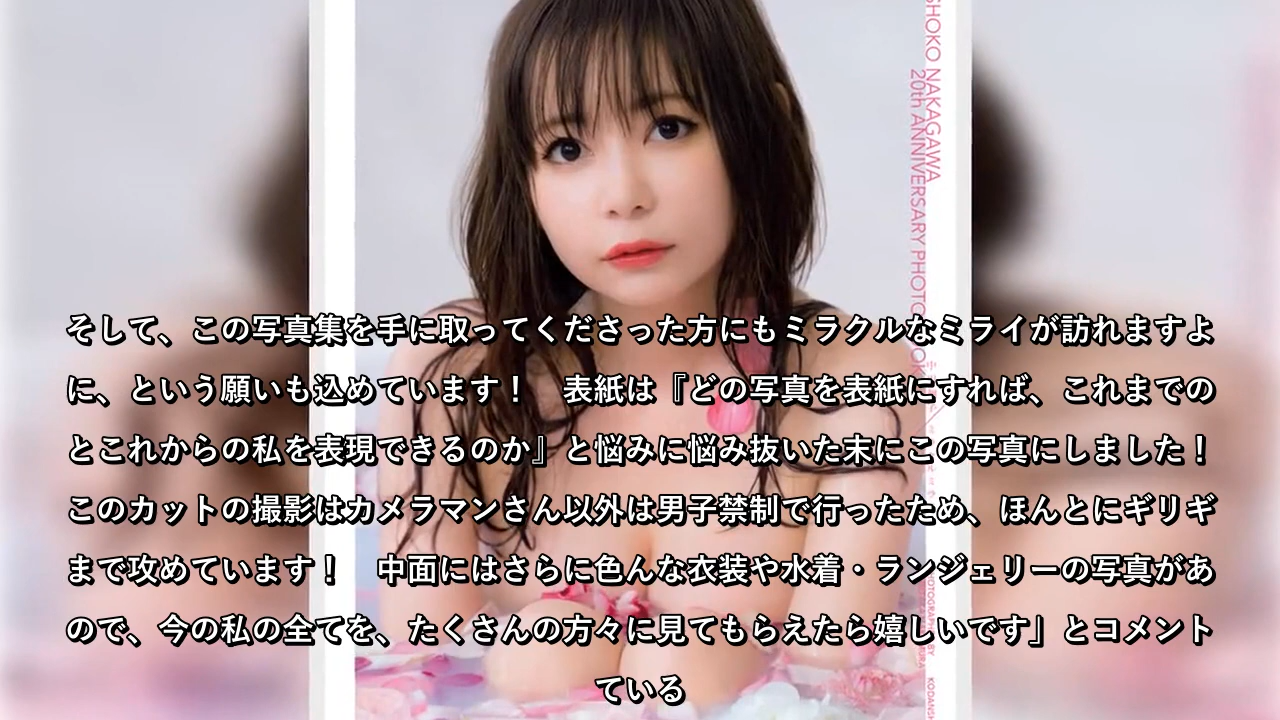 そして、この写真集を手に取ってくださった方にもミラクルなミライが訪れますよ
に、という願いも込めています！　表紙は『どの写真を表紙にすれば、これまでの
とこれからの私を表現できるのか』と悩みに悩み抜いた末にこの写真にしました！
このカットの撮影はカメラマンさん以外は男子禁制で行ったため、ほんとにギリギ
まで攻めています！　中面にはさらに色んな衣装や水着・ランジェリーの写真があ
ので、今の私の全てを、たくさんの方々に見てもらえたら嬉しいです」とコメント
ている
SHOKO NAKAGAWA
20th ANNIVERSARY PHOTO